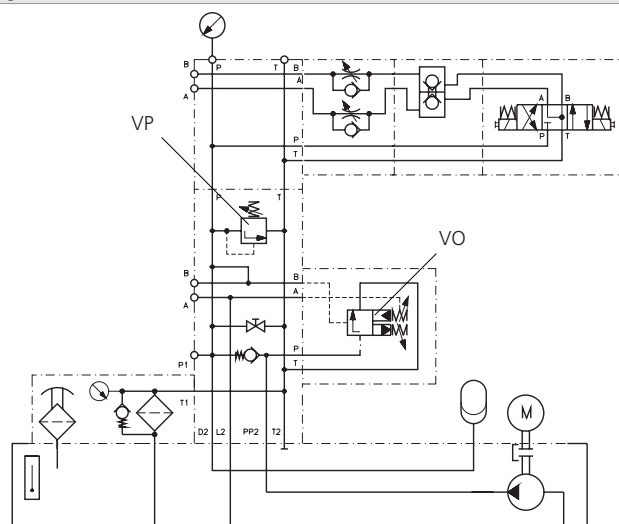 B P T B
A A
A B
VP
P P T
T
P T
VO
B B
A A
P1 P
T
T1
D2 L2 PP2 T2
M